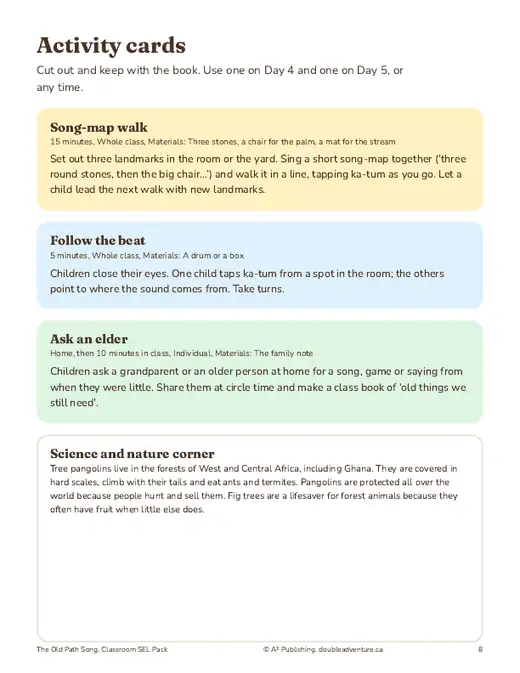 Activity cards
Cut out and keep with the book. Use one on Day 4 and one on Day 5, or
any time.
Song-map walk
15 minutes, Whole class, Materials: Three stones, a chair for the palm, a mat for the stream
Set out three landmarks in the room or the yard. Sing a short song-map together ('three
round stones, then the big chair...') and walk it in a line, tapping ka-tum as you go. Let a
child lead the next walk with new landmarks.
Follow the beat
5 minutes, Whole class, Materials: A drum or a box
Children close their eyes. One child taps ka-tum from a spot in the room; the others
point to where the sound comes from. Take turns.
Ask an elder
Home, then 10 minutes in class, Individual, Materials: The family note
Children ask a grandparent or an older person at home for a song, game or saying from
when they were little. Share them at circle time and make a class book of 'old things we
still need'.
Science and nature corner
Tree pangolins live in the forests of West and Central Africa, including Ghana. They are covered in
hard scales, climb with their tails and eat ants and termites. Pangolins are protected all over the
world because people hunt and sell them. Fig trees are a lifesaver for forest animals because they
often have fruit when little else does.
The Old Path Song, Classroom SEL Pack
© A² Publishing. doubleadventure.ca
8